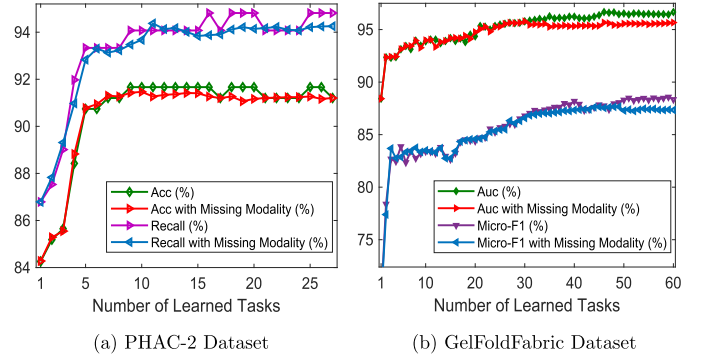 94
92
90
88
86
84
1 5 10 15 20 25
Number of Learned Tasks
Acc (%)
Acc with Missing Modality (%)
Recall (%)
Recall with Missing Modality (%)
(a) PHAC-2 Dataset
95
90
85
80
75
1 10 20 30 40 50 60
Number of Learned Tasks
Auc (%)
Auc with Missing Modality (%)
Micro-F1 (%)
Micro-F1 with Missing Modality (%)
(b) GelFoldFabric Dataset